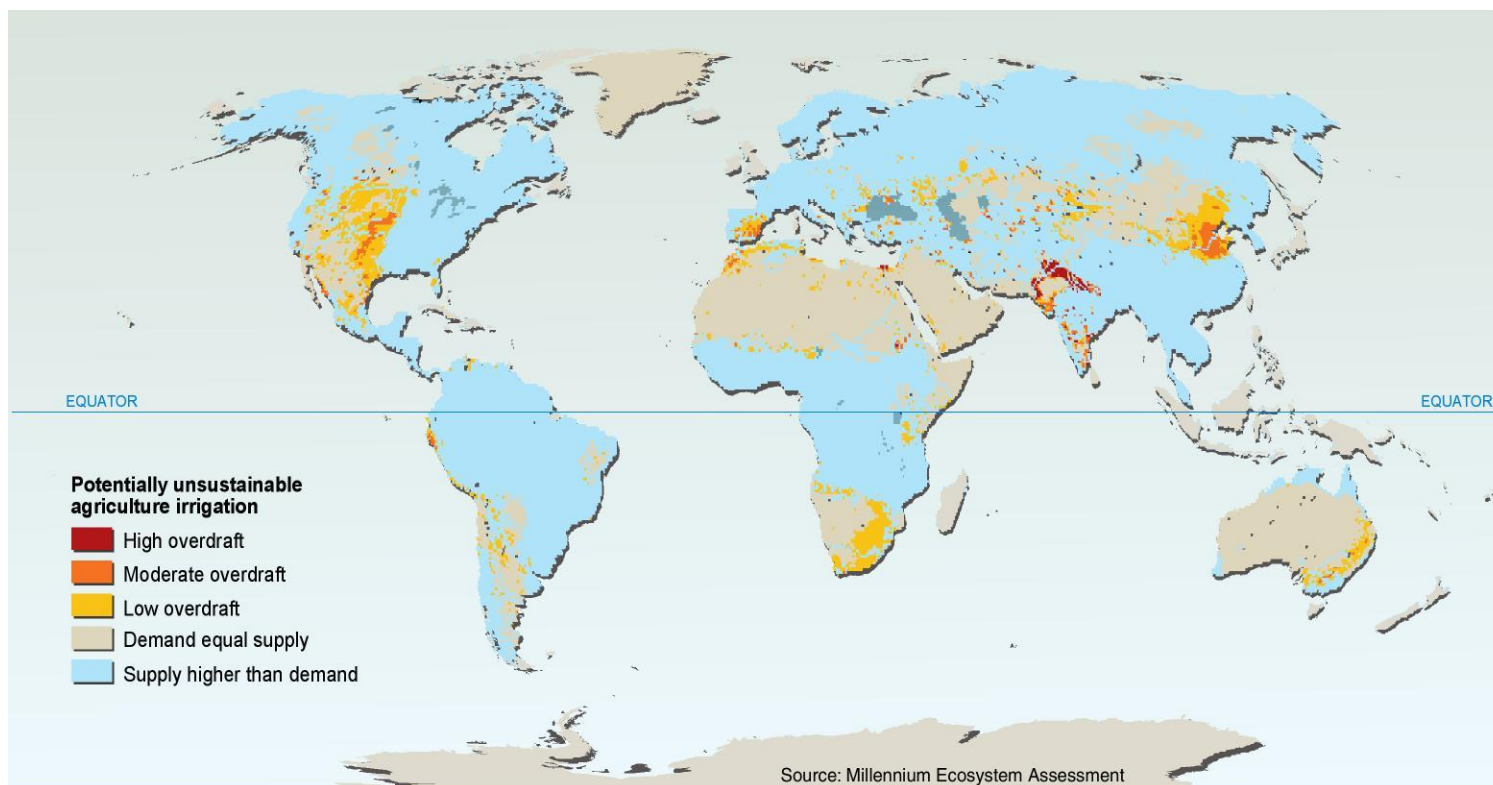 EQUATOR
EQUATOR
Potentially unsustainable
agriculture irrigation
High overdraft
Moderate overdraft
Low overdraft
Demand equal supply
Supply higher than demand
Source: Millennium Ecosystem Assessment